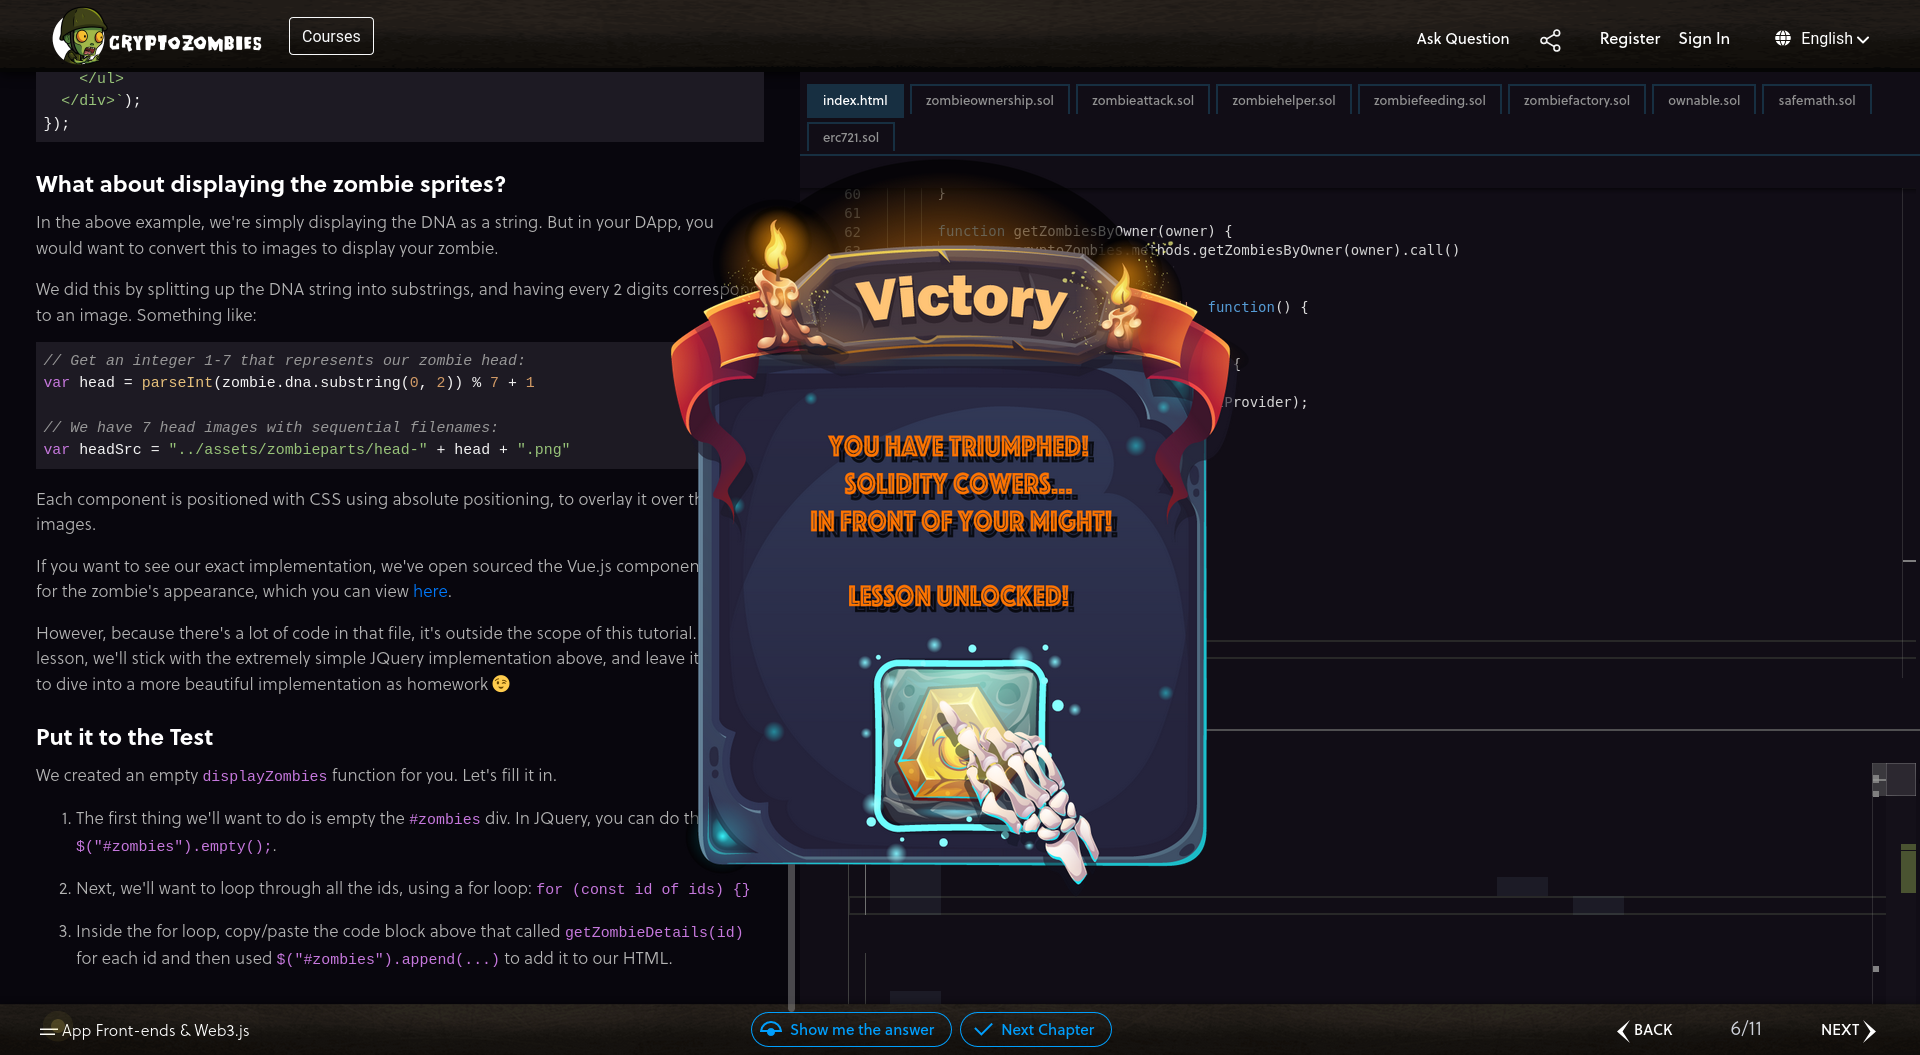 CRYPTOZOMBIES
Courses
Ask Question
Register
Sign In
English
</ul>
</div>`);
});
What about displaying the zombie sprites?
In the above example, we're simply displaying the DNA as a string. But in your DApp, you
would want to convert this to images to display your zombie.
We did this by splitting up the DNA string into substrings, and having every 2 digits correspond
to an image. Something like:
// Get an integer 1-7 that represents our zombie head:
var head = parseInt(zombie.dna.substring(0, 2)) % 7 + 1
// We have 7 head images with sequential filenames:
var headSrc = "../assets/zombieparts/head-" + head + ".png"
Each component is positioned with CSS using absolute positioning, to overlay it over th
images.
If you want to see our exact implementation, we've open sourced the Vue.js componen
for the zombie's appearance, which you can view here.
However, because there's a lot of code in that file, it's outside the scope of this tutorial.
lesson, we'll stick with the extremely simple JQuery implementation above, and leave it
to dive into a more beautiful implementation as homework 😉
Put it to the Test
We created an empty displayZombies function for you. Let's fill it in.
1. The first thing we'll want to do is empty the #zombies div. In JQuery, you can do th
$("#zombies").empty();.
2. Next, we'll want to loop through all the ids, using a for loop: for (const id of ids) {}
3. Inside the for loop, copy/paste the code block above that called getZombieDetails(id)
for each id and then used $("#zombies").append(...) to add it to our HTML.
index.html
zombieownership.sol
zombieattack.sol
zombiehelper.sol
zombiefeeding.sol
zombiefactory.sol
ownable.sol
safemath.sol
erc721.sol
60 }
61
62 function getZombiesByOwner(owner) {
63 cryptoZombies.methods.getZombiesByOwner(owner).call()
function() {
{
Provider);
Victory
YOU HAVE TRIUMPHED!
SOLIDITY COWERS...
IN FRONT OF YOUR MIGHT!
LESSON UNLOCKED!
App Front-ends & Web3.js
Show me the answer
Next Chapter
BACK
6/11
NEXT